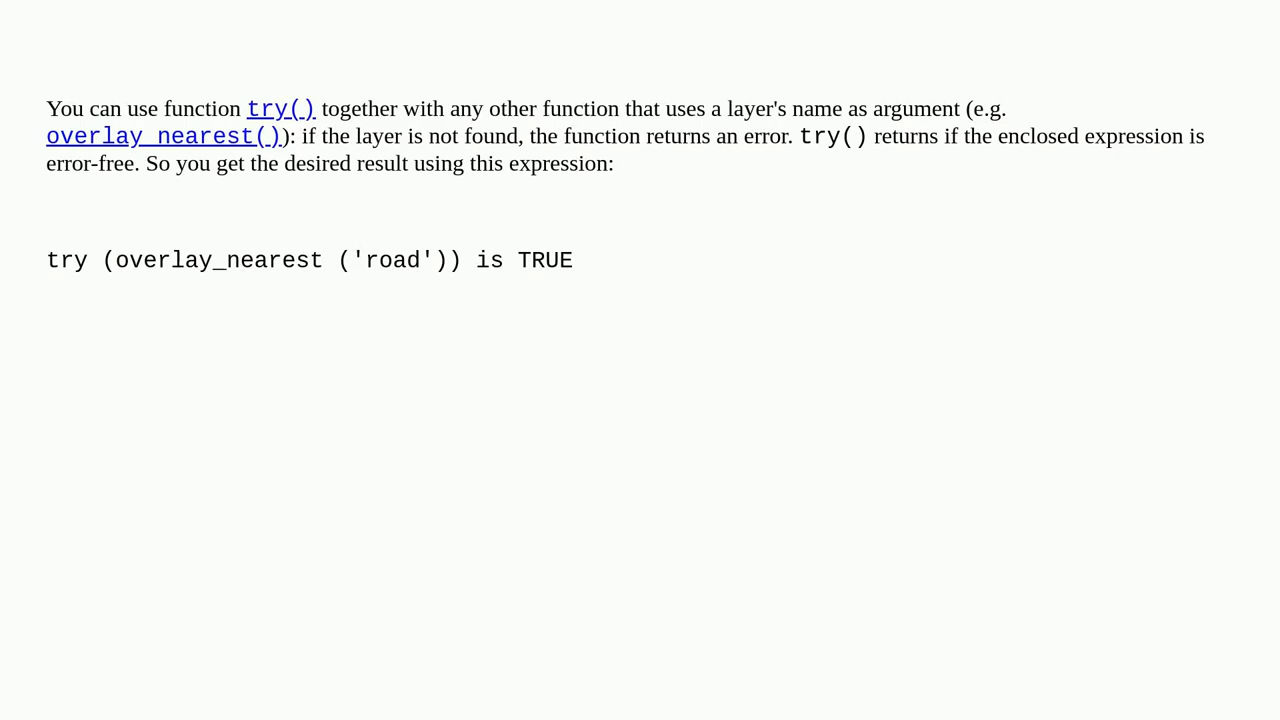 You can use function try() together with any other function that uses a layer's name as argument (e.g.
overlay_nearest()): if the layer is not found, the function returns an error. try() returns if the enclosed expression is
error-free. So you get the desired result using this expression:
try (overlay_nearest ('road')) is TRUE